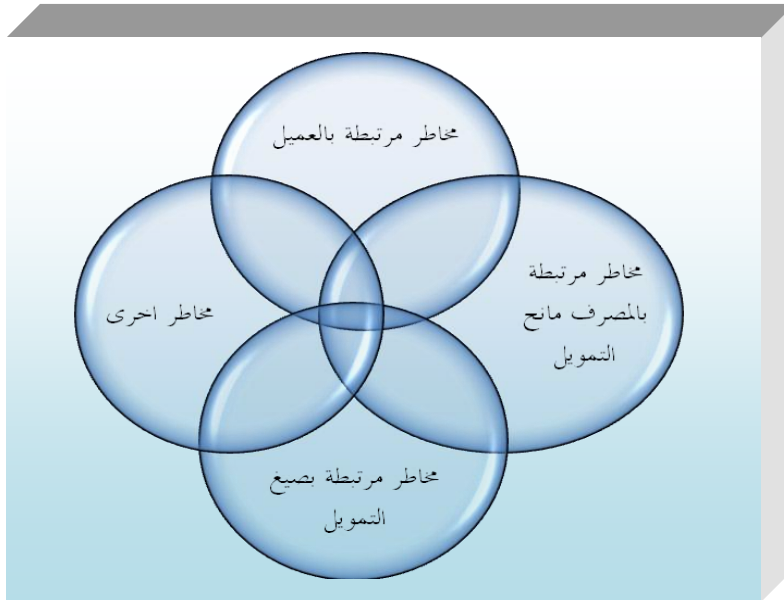 مخاطر مرتبطة بالعميل
مخاطر مرتبطة
بالمصرف مانح
التمويل
مخاطر اخرى
مخاطر مرتبطة بصيغ
التمويل